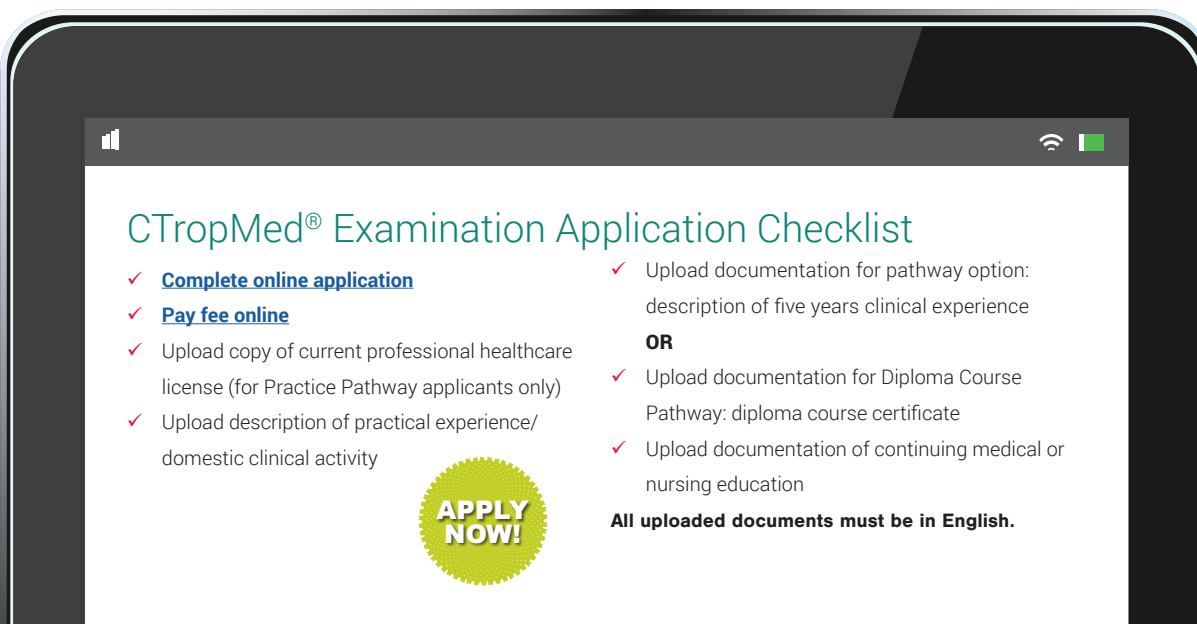 CTropMed® Examination Application Checklist
Complete online application
Pay fee online
Upload copy of current professional healthcare
license (for Practice Pathway applicants only)
Upload description of practical experience/
domestic clinical activity
APPLY
NOW!
Upload documentation for pathway option:
description of five years clinical experience
OR
Upload documentation for Diploma Course
Pathway: diploma course certificate
Upload documentation of continuing medical or
nursing education
All uploaded documents must be in English.